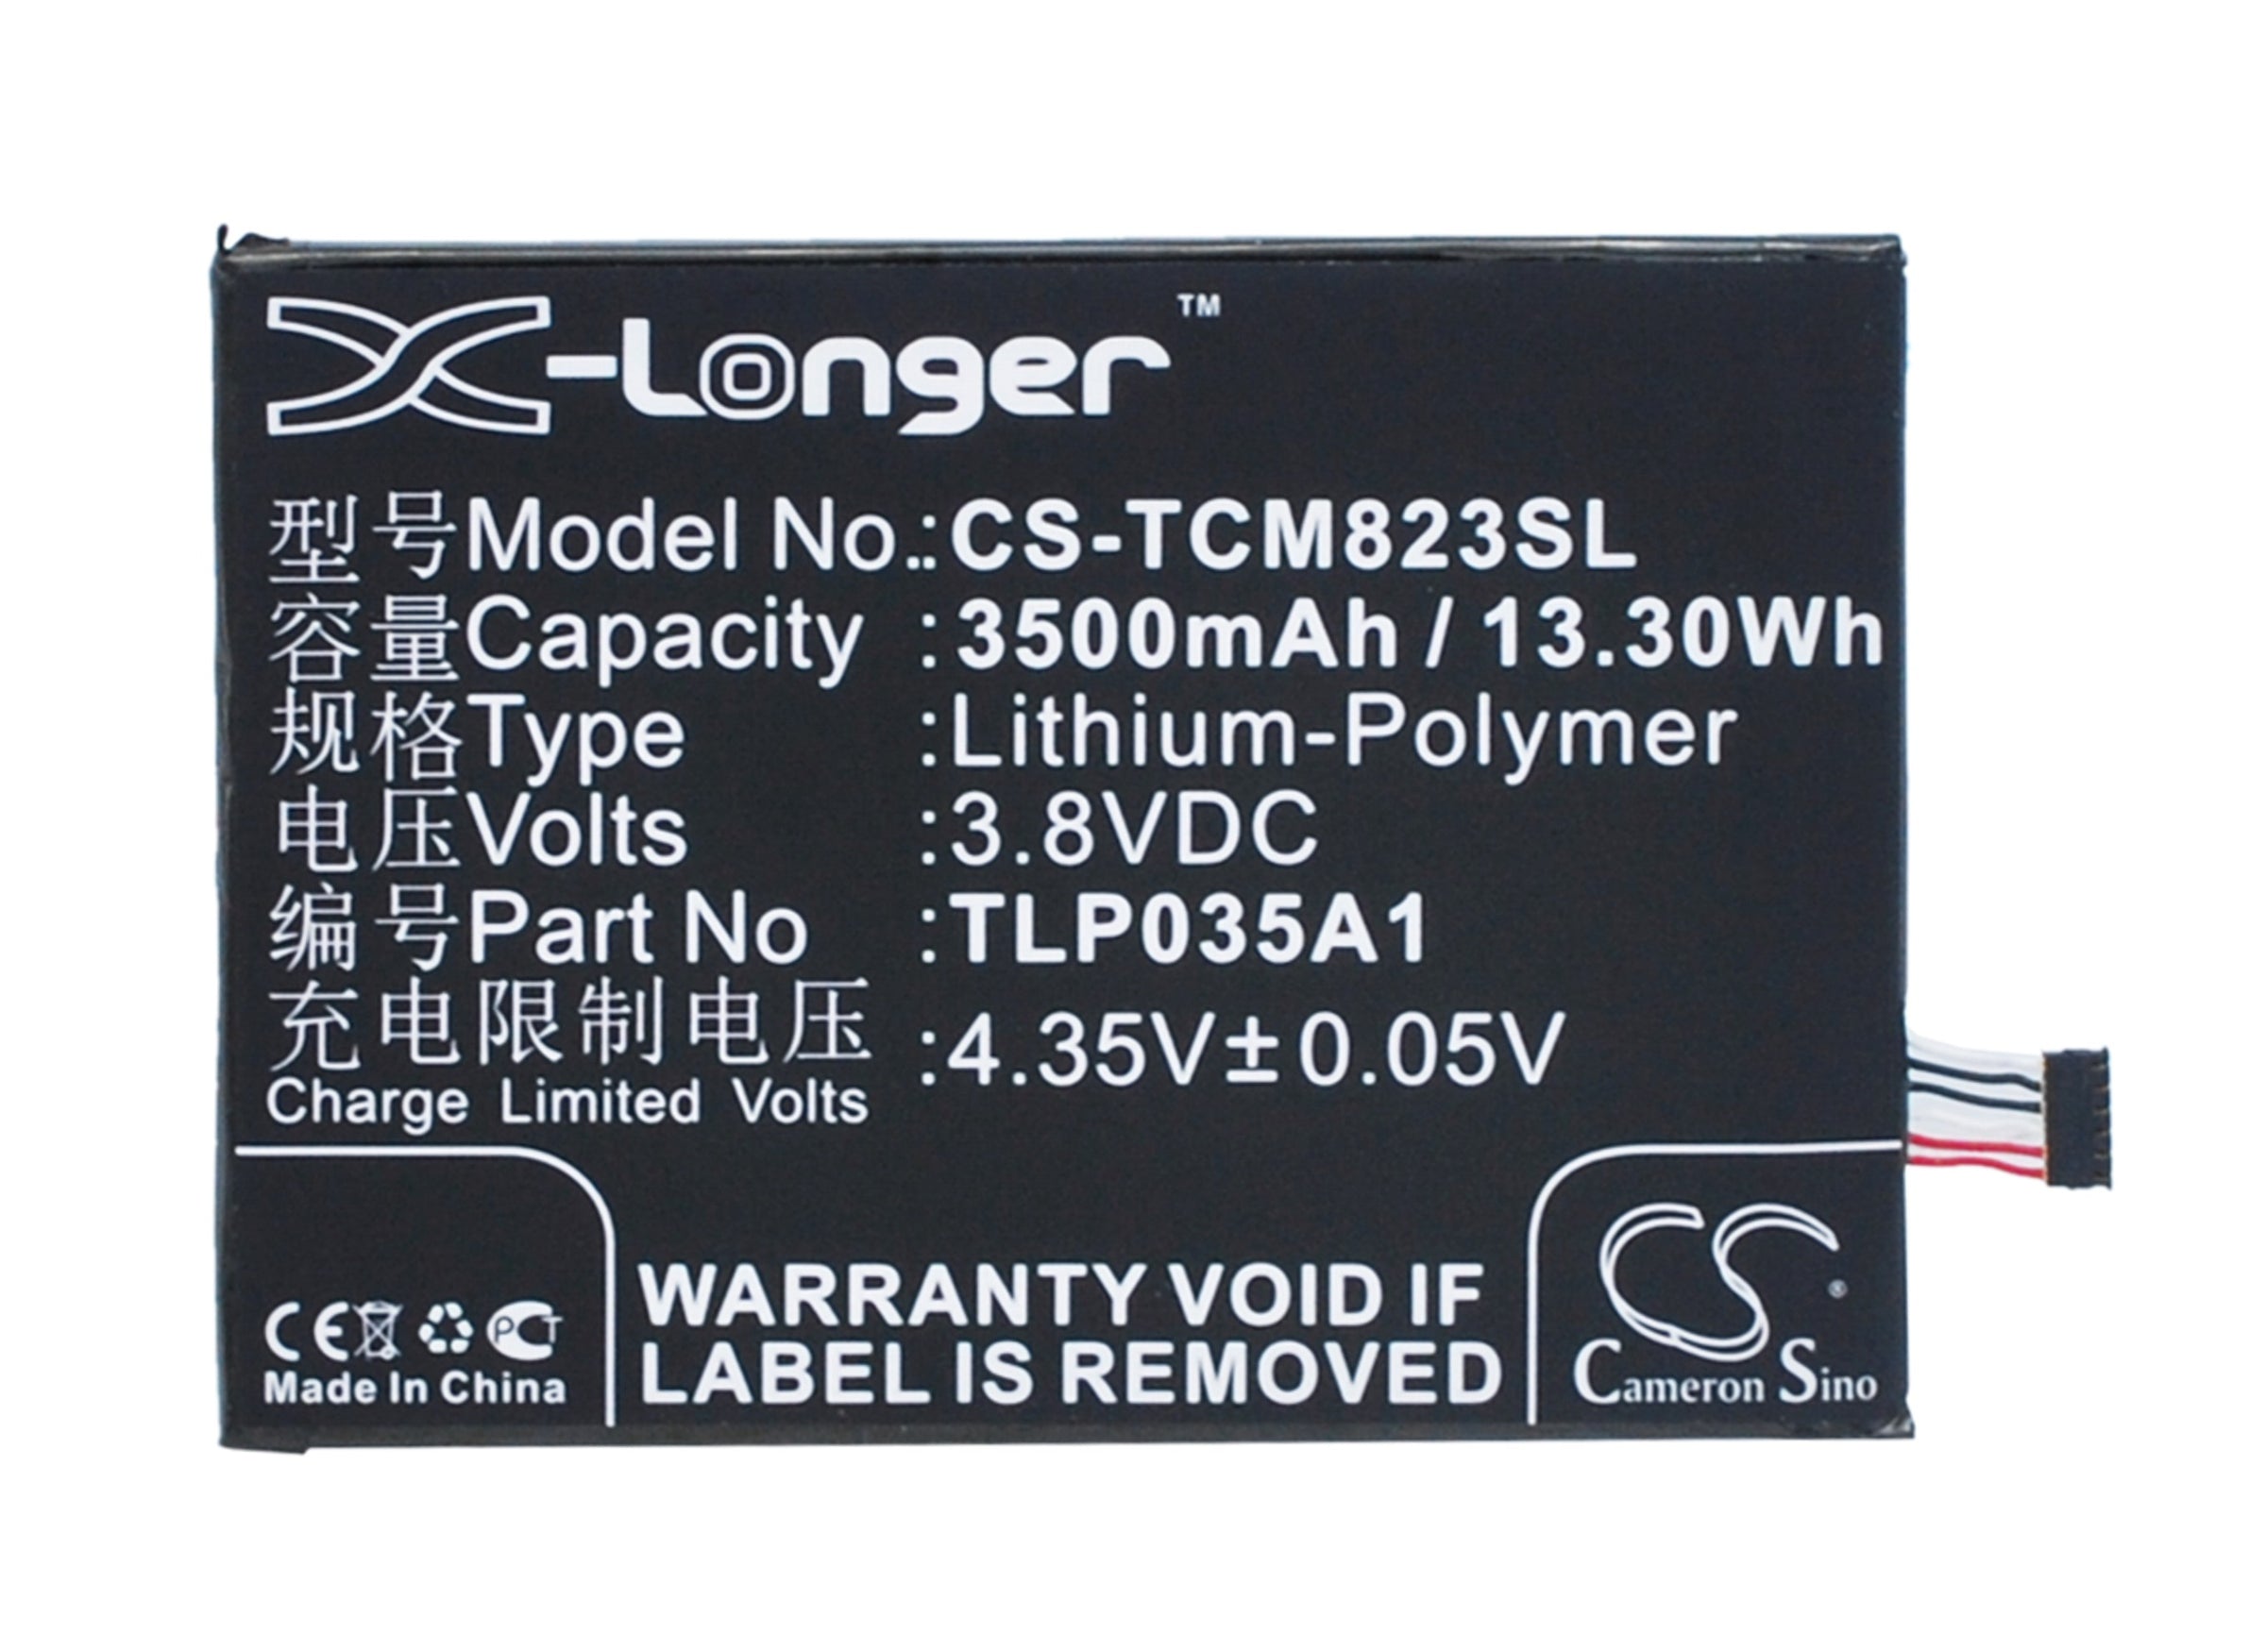 X-Longer™
型号Model No.:CS-TCM823SL
容量Capacity :3500mAh / 13.30Wh
规格Type :Lithium-Polymer
电压Volts :3.8VDC
编号Part No :TLP035A1
充电限制电压 :4.35V±0.05V
Charge Limited Volts
CE PCT
Made In China
WARRANTY VOID IF
LABEL IS REMOVED
CS®
Cameron Sino